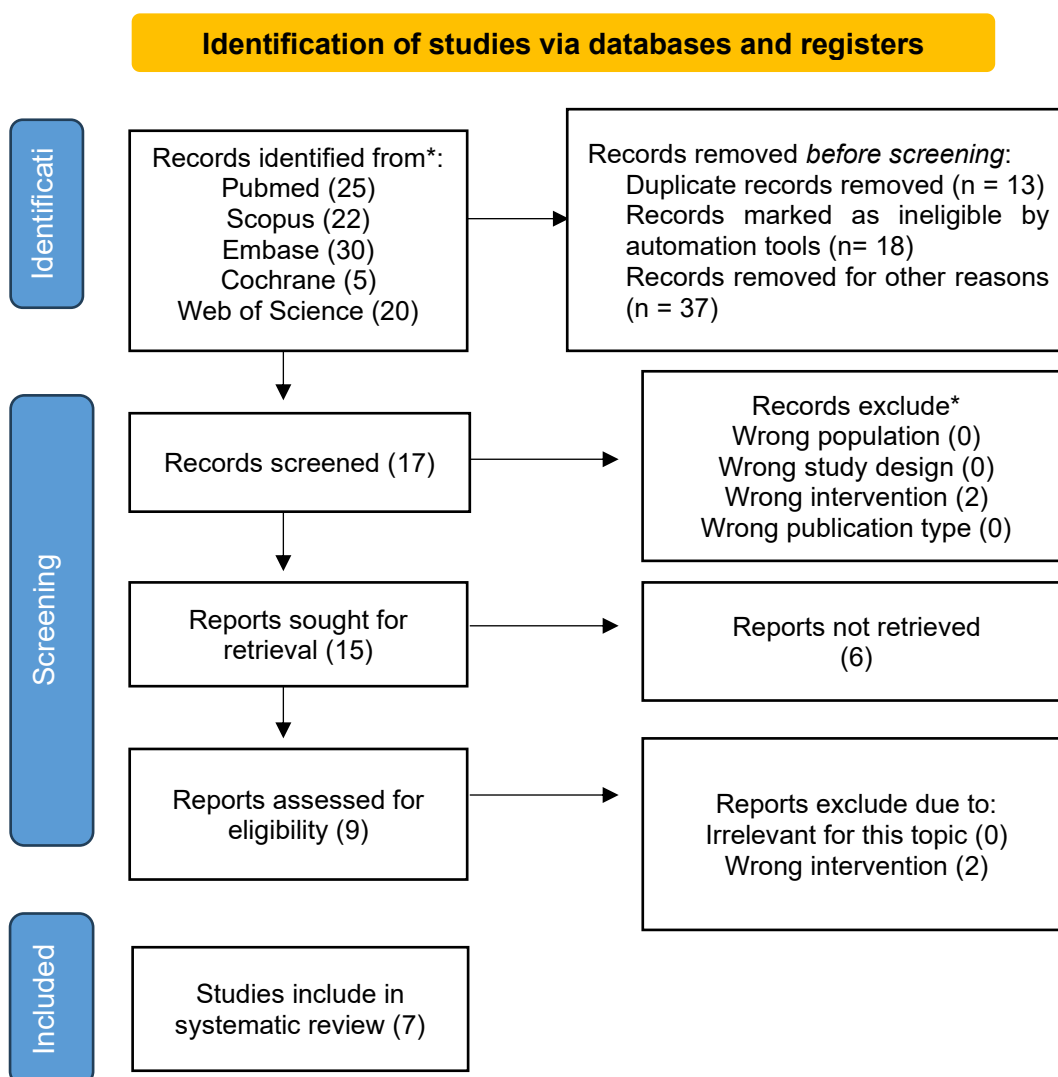 Identification of studies via databases and registers
Identificati
Records identified from*:
Pubmed (25)
Scopus (22)
Embase (30)
Cochrane (5)
Web of Science (20)
Records removed before screening:
Duplicate records removed (n = 13)
Records marked as ineligible by
automation tools (n= 18)
Records removed for other reasons
(n = 37)
Screening
Records screened (17)
Records exclude*
Wrong population (0)
Wrong study design (0)
Wrong intervention (2)
Wrong publication type (0)
Reports sought for
retrieval (15)
Reports not retrieved
(6)
Reports assessed for
eligibility (9)
Reports exclude due to:
Irrelevant for this topic (0)
Wrong intervention (2)
Included
Studies include in
systematic review (7)